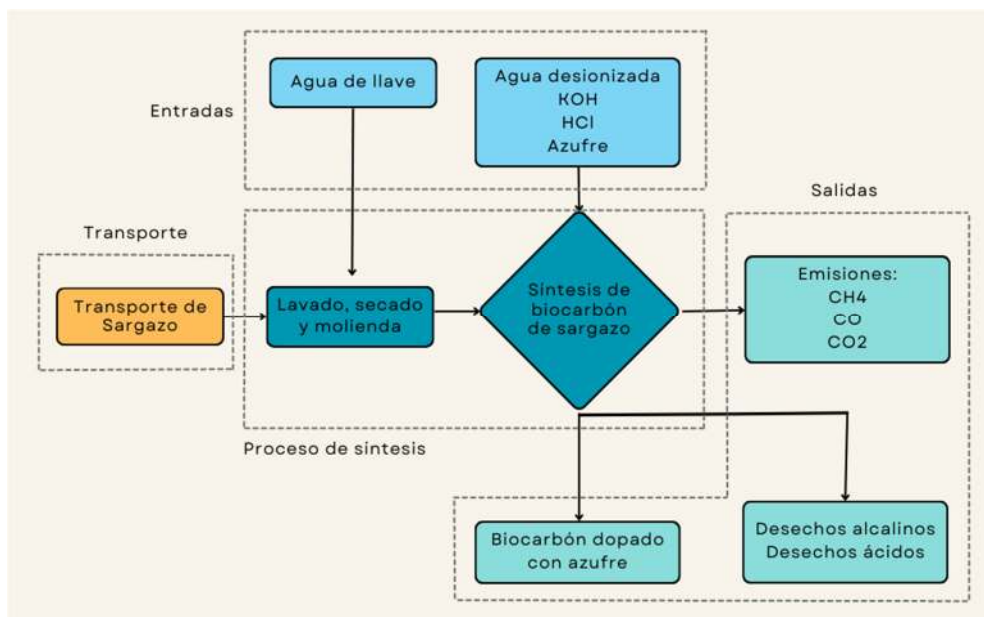 Entradas
Agua de llave
Agua desionizada
KOH
HCl
Azufre
Transporte
Transporte de
Sargazo
Lavado, secado
y molienda
Síntesis de
biocarbón
de sargazo
Proceso de síntesis
Salidas
Emisiones:
CH4
CO
CO2
Biocarbón dopado
con azufre
Desechos alcalinos
Desechos ácidos